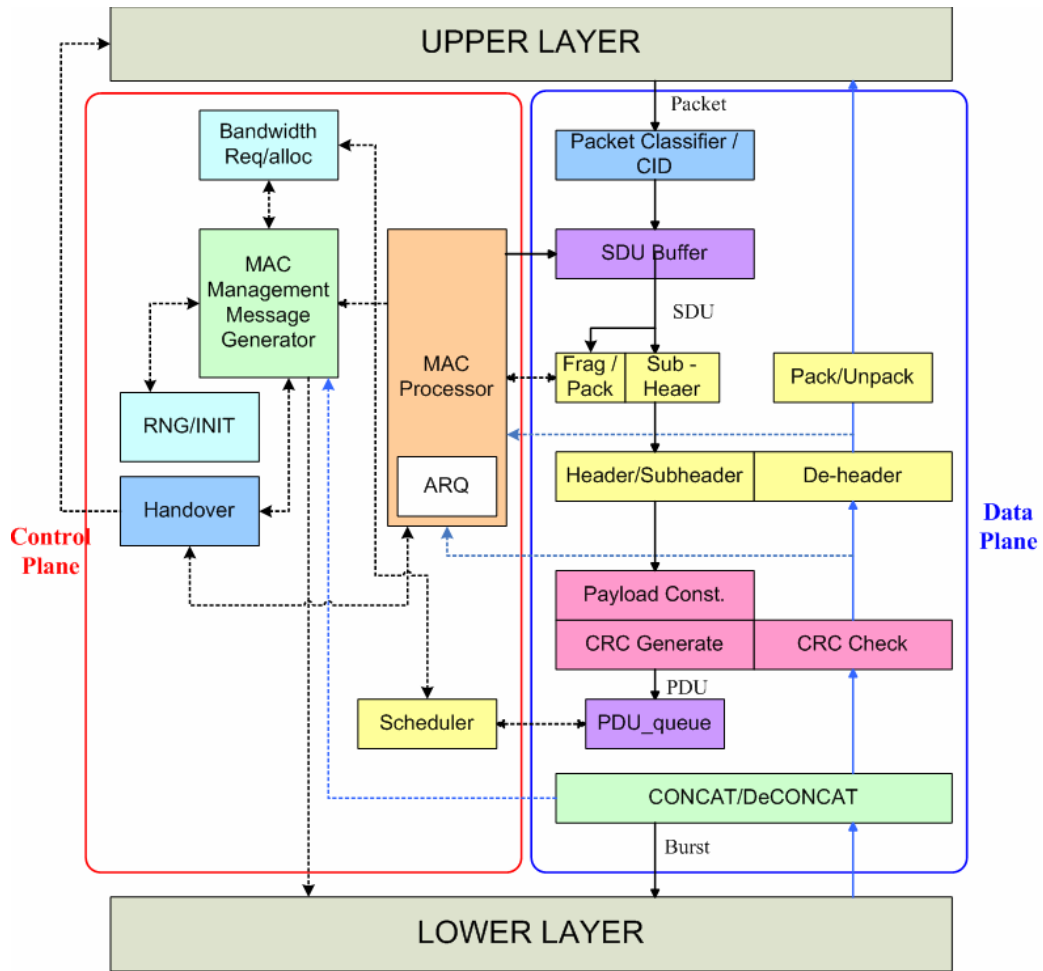 UPPER LAYER
Packet
Bandwidth
Req/alloc
Packet Classifier /
CID
MAC
Management
Message
Generator
SDU Buffer
SDU
MAC
Processor
Frag /
Pack
Sub -
Heaer
Pack/Unpack
RNG/INIT
ARQ
Header/Subheader
De-header
Handover
Control
Plane
Data
Plane
Payload Const.
CRC Generate
CRC Check
PDU
Scheduler
PDU_queue
CONCAT/DeCONCAT
Burst
LOWER LAYER